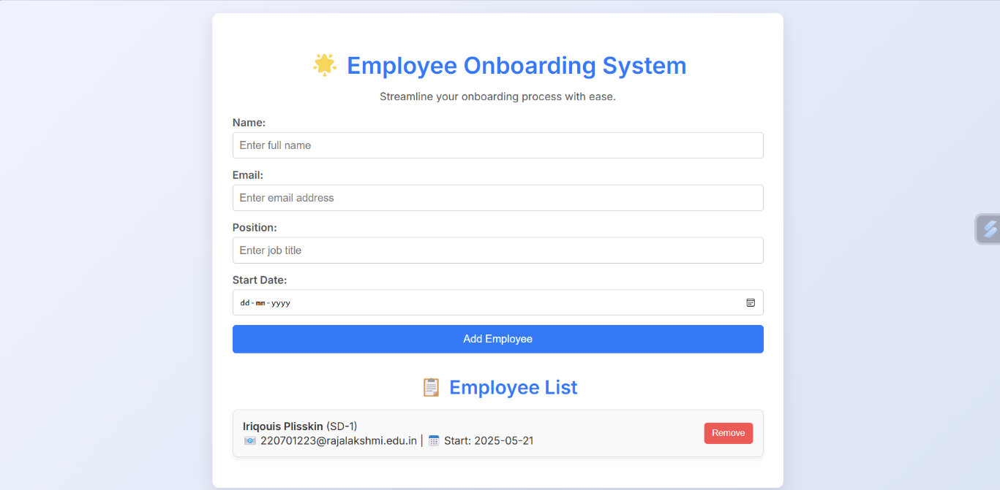 Employee Onboarding System
Streamline your onboarding process with ease.
Name:
Enter full name
Email:
Enter email address
Position:
Enter job title
Start Date:
dd-mm-yyyy
Add Employee
Employee List
Iriqouis Plisskin (SD-1)
220701223@rajalakshmi.edu.in | Start: 2025-05-21
Remove